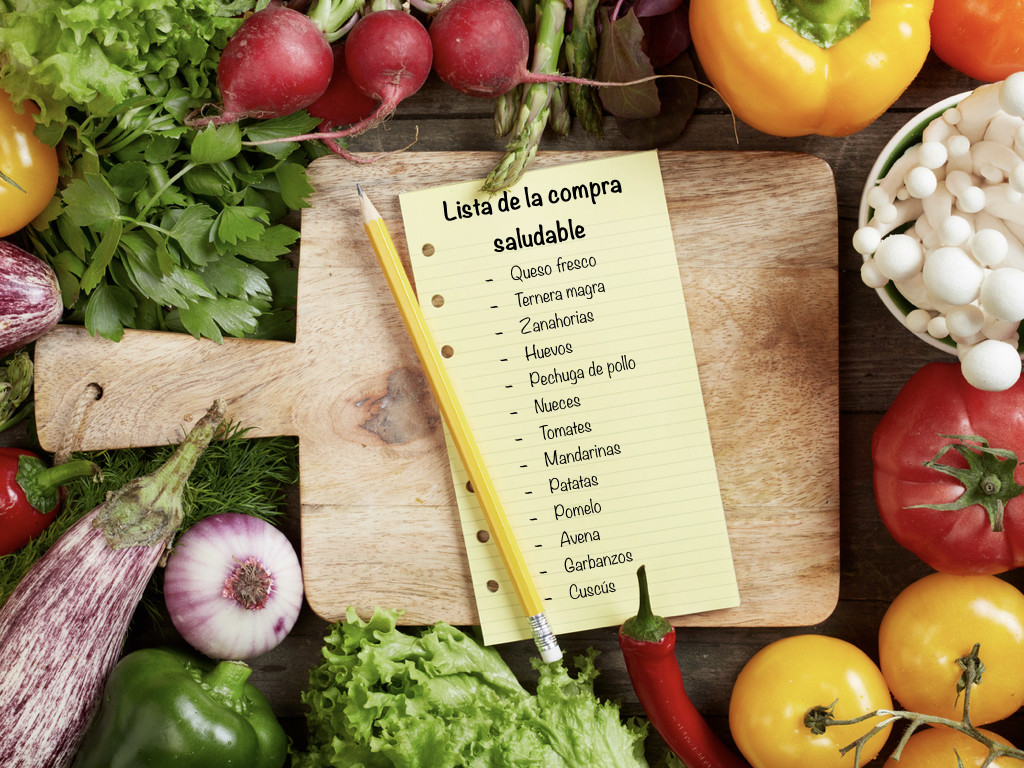 Lista de la compra
saludable
- Queso fresco
- Ternera magra
- Zanahorias
- Huevos
- Pechuga de pollo
- Nueces
- Tomates
- Mandarinas
- Patatas
- Pomelo
- Avena
- Garbanzos
- Cuscús